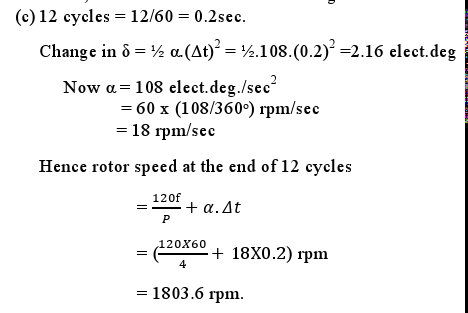 (c) 12 cycles = 12/60 = 0.2sec.
Change in δ = ½ α.(Δt)² = ½.108.(0.2)² =2.16 elect.deg
Now α = 108 elect.deg./sec²
= 60 x (108/360⁰) rpm/sec
= 18 rpm/sec
Hence rotor speed at the end of 12 cycles
= 120f/P + α.Δt
= (120X60/4 + 18X0.2) rpm
= 1803.6 rpm.